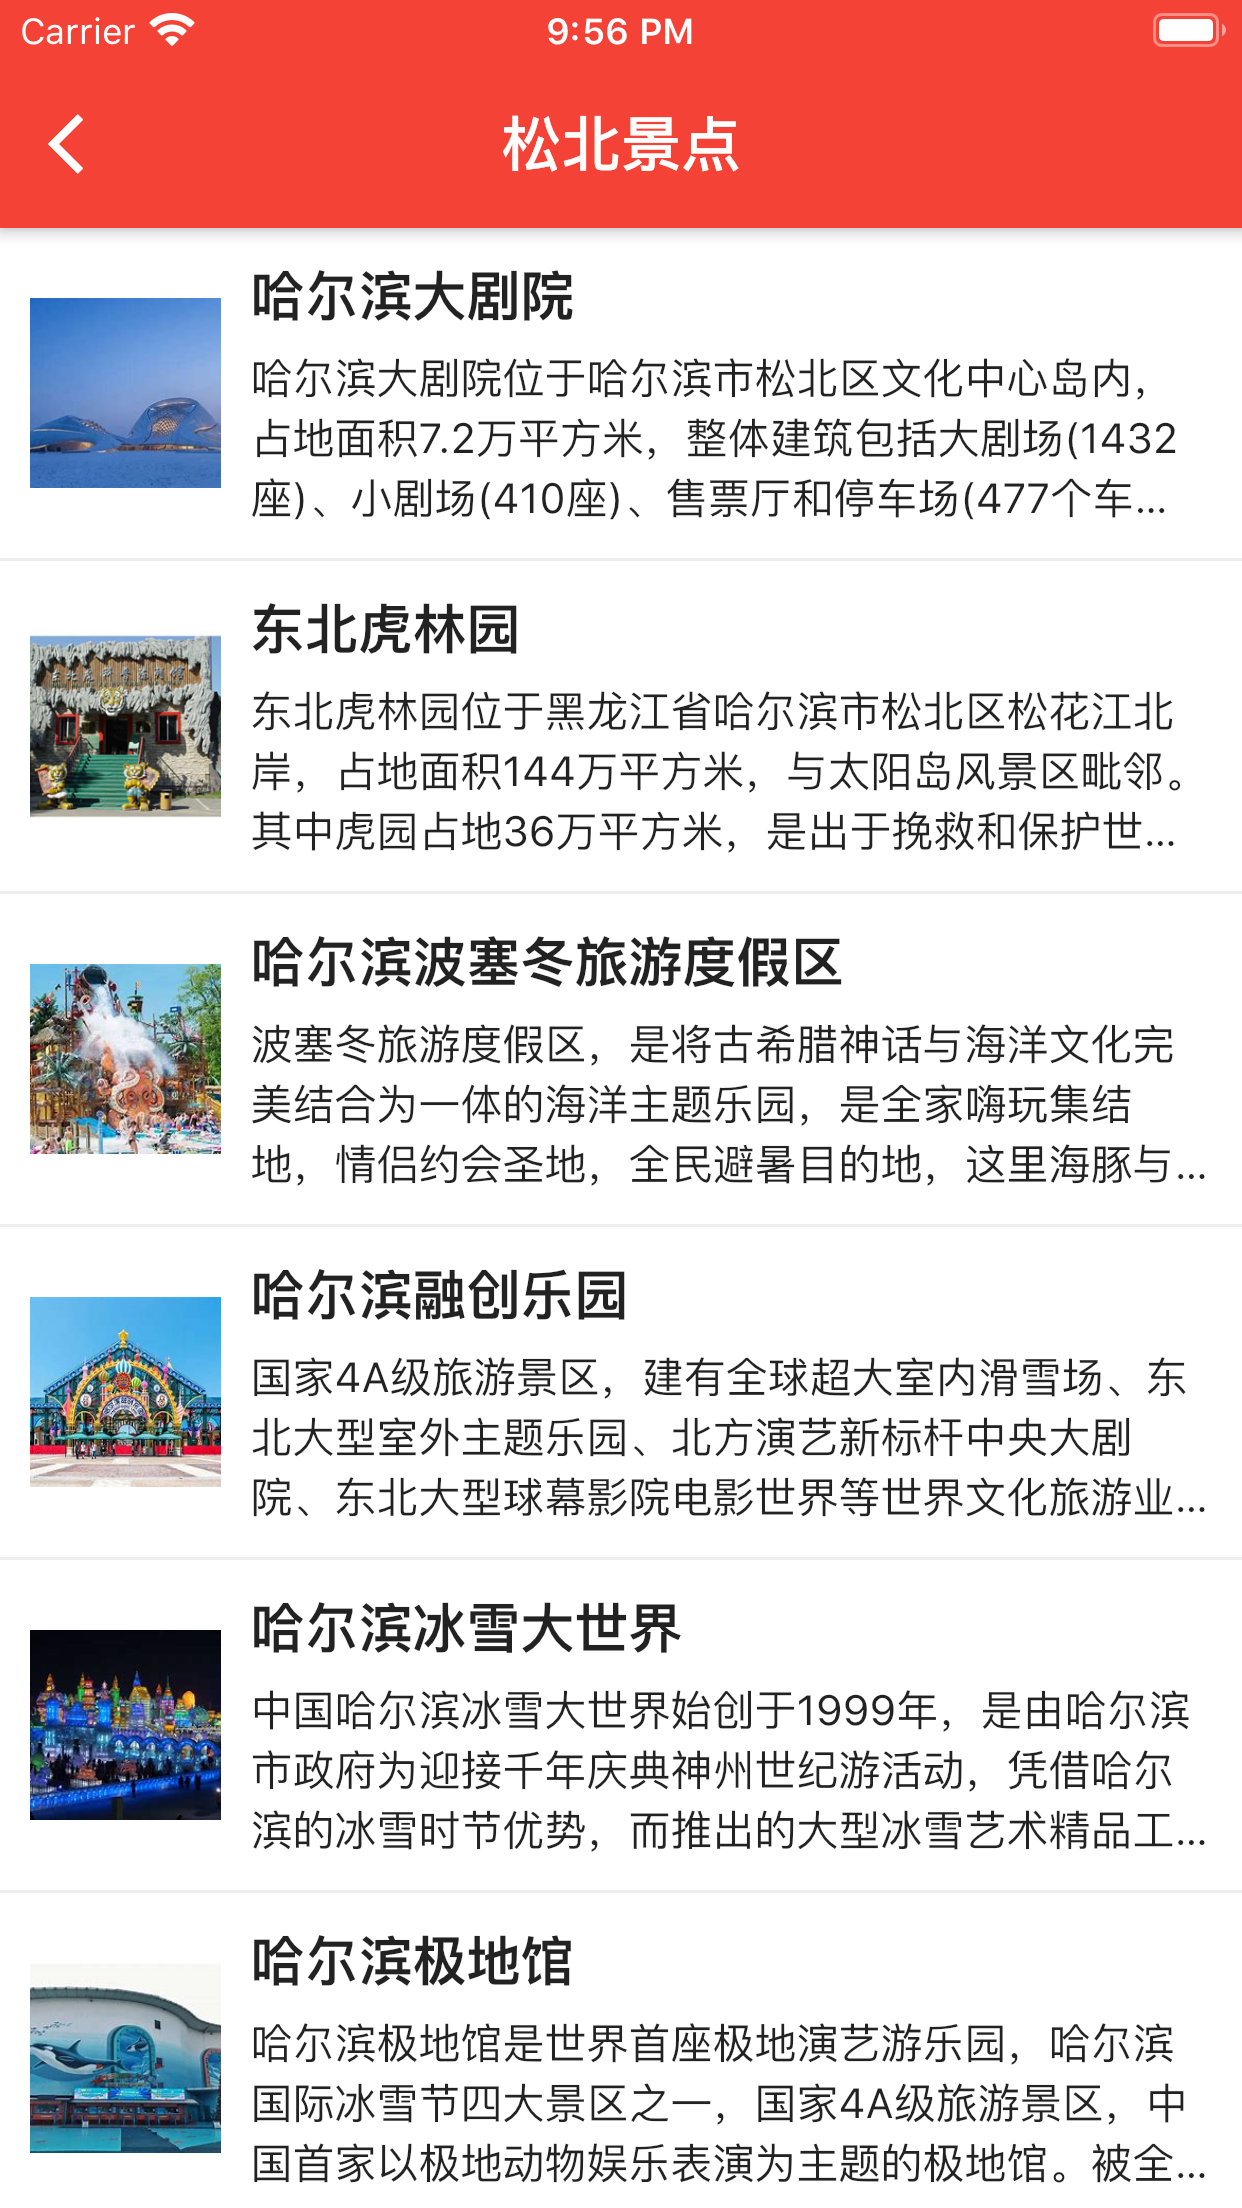 Carrier
9:56 PM
松北景点
哈尔滨大剧院
哈尔滨大剧院位于哈尔滨市松北区文化中心岛内，
占地面积7.2万平方米，整体建筑包括大剧场(1432
座)、小剧场(410座)、售票厅和停车场(477个车...
东北虎林园
东北虎林园位于黑龙江省哈尔滨市松北区松花江北
岸，占地面积144万平方米，与太阳岛风景区毗邻。
其中虎园占地36万平方米，是出于挽救和保护世...
哈尔滨波塞冬旅游度假区
波塞冬旅游度假区，是将古希腊神话与海洋文化完
美结合为一体的海洋主题乐园，是全家嗨玩集结
地，情侣约会圣地，全民避暑目的地，这里海豚与...
哈尔滨融创乐园
国家4A级旅游景区，建有全球超大室内滑雪场、东
北大型室外主题乐园、北方演艺新标杆中央大剧
院、东北大型球幕影院电影世界等世界文化旅游业...
哈尔滨冰雪大世界
中国哈尔滨冰雪大世界始创于1999年，是由哈尔滨
市政府为迎接千年庆典神州世纪游活动，凭借哈尔
滨的冰雪时节优势，而推出的大型冰雪艺术精品工...
哈尔滨极地馆
哈尔滨极地馆是世界首座极地演艺游乐园，哈尔滨
国际冰雪节四大景区之一，国家4A级旅游景区，中
国首家以极地动物娱乐表演为主题的极地馆。被全...